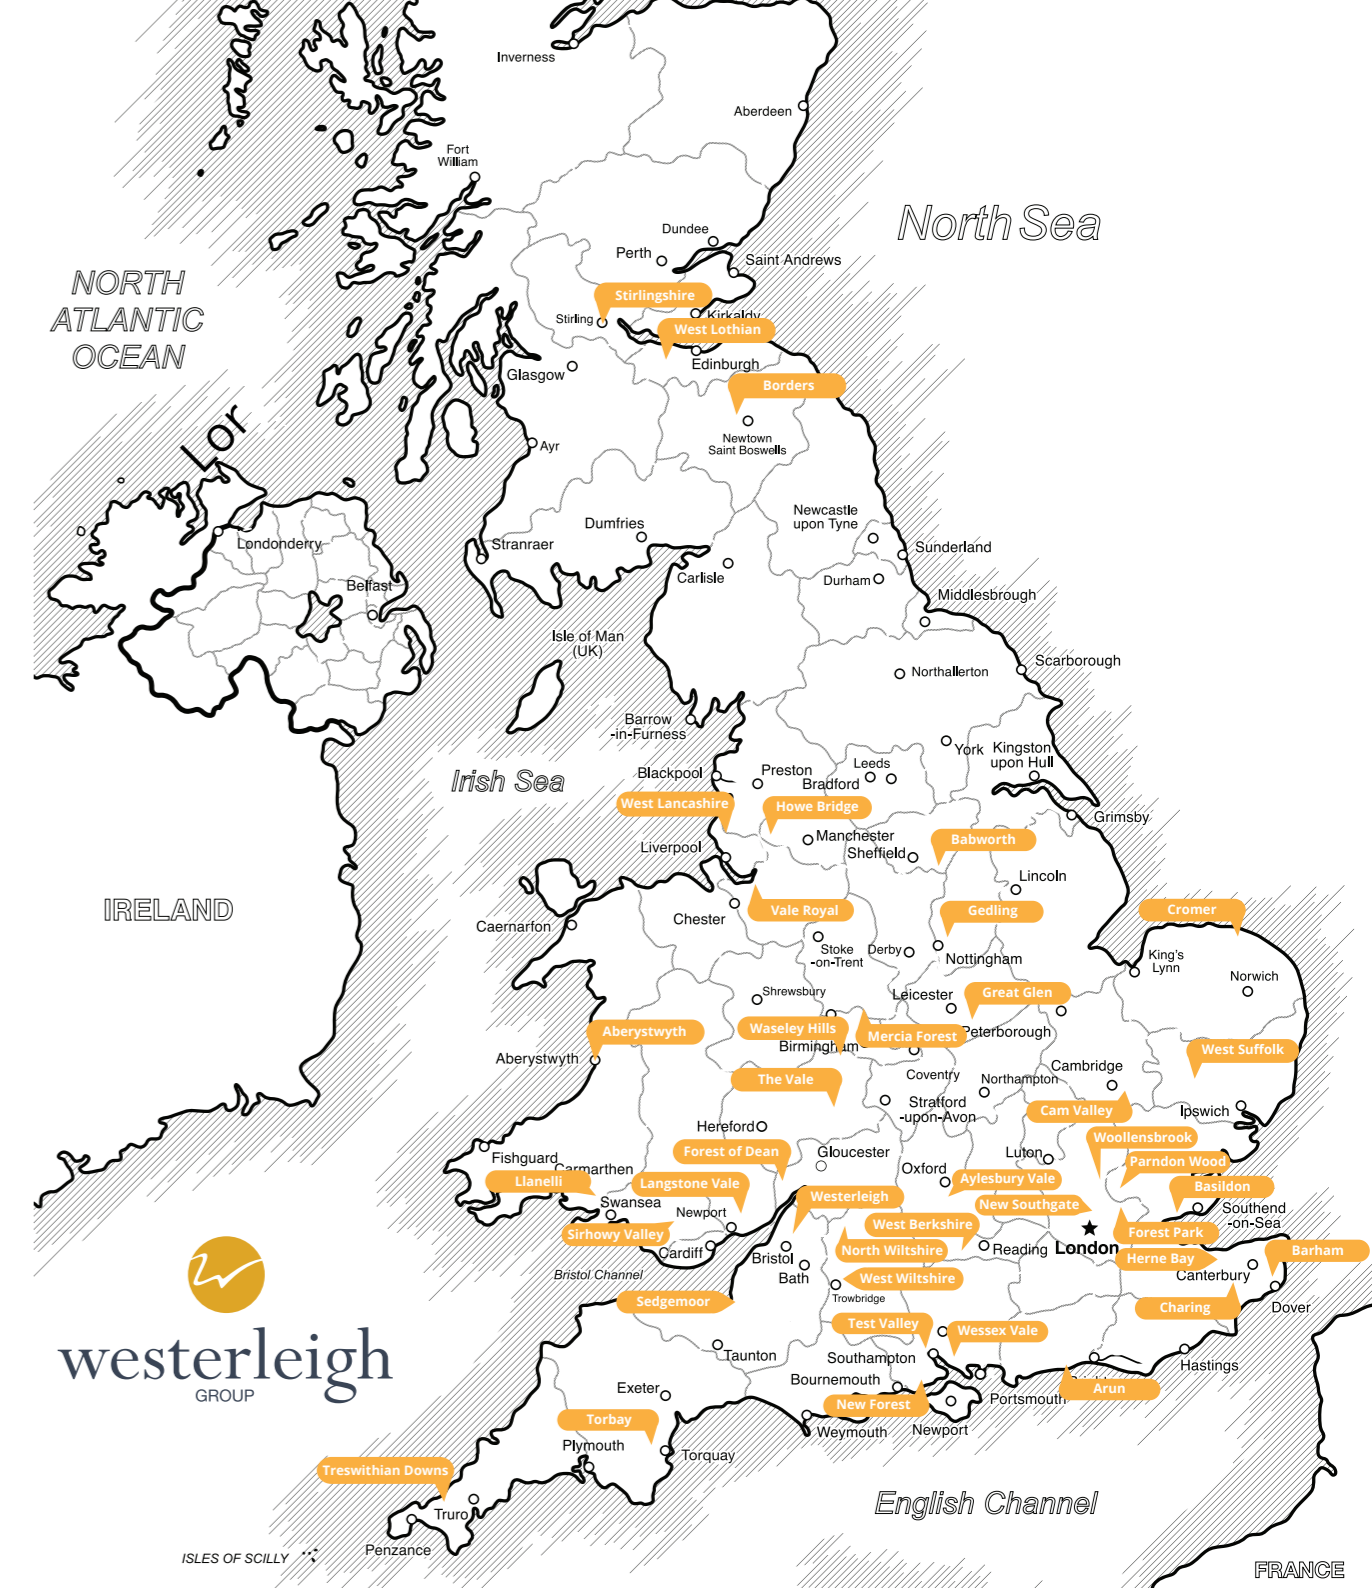 Inverness
Aberdeen
Fort
William
North Sea
Dundee
Perth
Saint Andrews
NORTH
ATLANTIC
OCEAN
Stirlingshire
Stirling
Kirkaldy
West Lothian
Edinburgh
Glasgow
Borders
Lor
Newtown
Saint Boswells
Ayr
Newcastle
upon Tyne
Dumfries
Londonderry
Stranraer
Sunderland
Carlisle
Durham
Belfast
Middlesbrough
Isle of Man
(UK)
Scarborough
Northallerton
Barrow
-in-Furness
York
Kingston
upon Hull
Irish Sea
Blackpool
Preston
Leeds
Bradford
West Lancashire
Howe Bridge
Grimsby
Manchester
Babworth
Liverpool
Sheffield
Lincoln
IRELAND
Vale Royal
Gedling
Cromer
Chester
Caernarfon
Stoke
-on-Trent
Derby
Nottingham
King's
Lynn
Norwich
Shrewsbury
Leicester
Great Glen
Aberystwyth
Waseley Hills
Mercia Forest
Peterborough
Birmingham
West Suffolk
Aberystwyth
Cambridge
The Vale
Coventry
Northampton
Stratford
-upon-Avon
Cam Valley
Ipswich
Hereford
Woollensbrook
Fishguard
Forest of Dean
Gloucester
Luton
Parndon Wood
Carmarthen
Oxford
Llanelli
Langstone Vale
Aylesbury Vale
Basildon
Swansea
Westerleigh
New Southgate
Southend
-on-Sea
Newport
Sirhowy Valley
West Berkshire
Forest Park
Cardiff
Bristol
North Wiltshire
Reading
London
Herne Bay
Barham
Bristol Channel
Bath
West Wiltshire
Canterbury
Trowbridge
Sedgemoor
Charing
Dover
westerleigh
GROUP
Test Valley
Wessex Vale
Taunton
Southampton
Hastings
Bournemouth
Exeter
Portsmouth
Arun
New Forest
Torbay
Weymouth
Newport
Plymouth
Torquay
Treswithian Downs
English Channel
Truro
Penzance
ISLES OF SCILLY
FRANCE